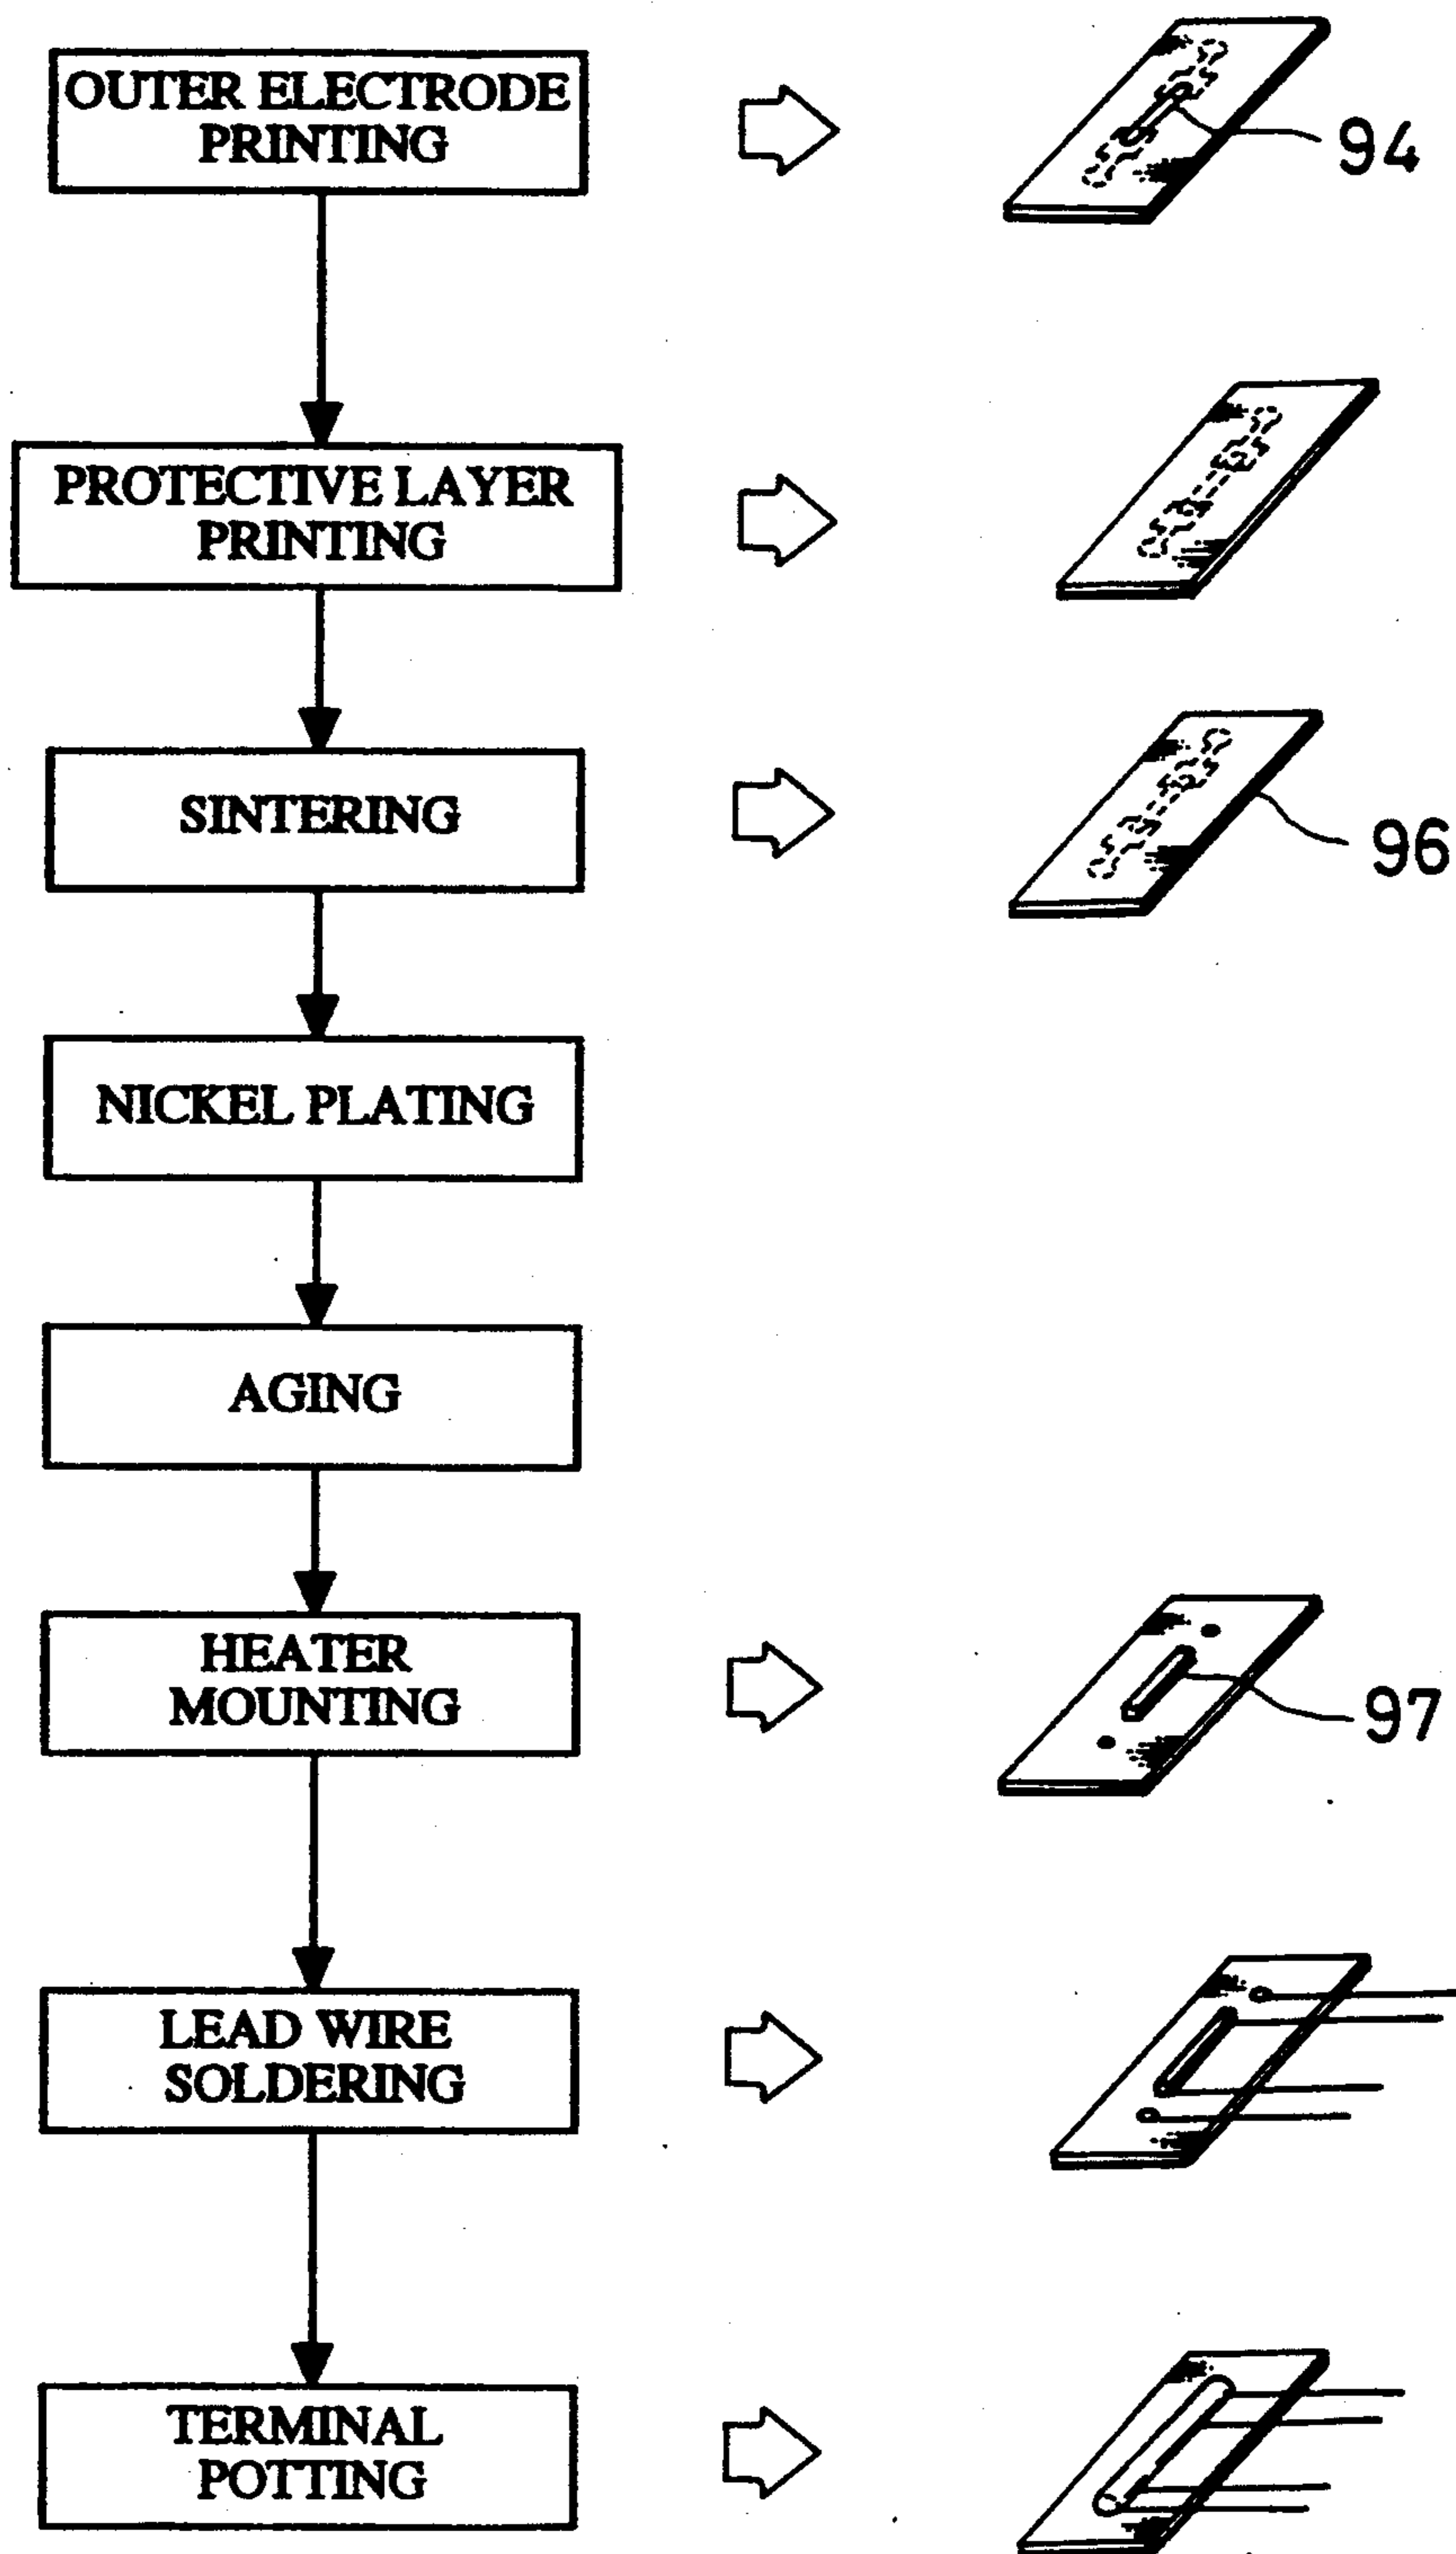 OUTER ELECTRODE
PRINTING
94
PROTECTIVE LAYER
PRINTING
SINTERING
96
NICKEL PLATING
AGING
HEATER
MOUNTING
97
LEAD WIRE
SOLDERING
TERMINAL
POTTING